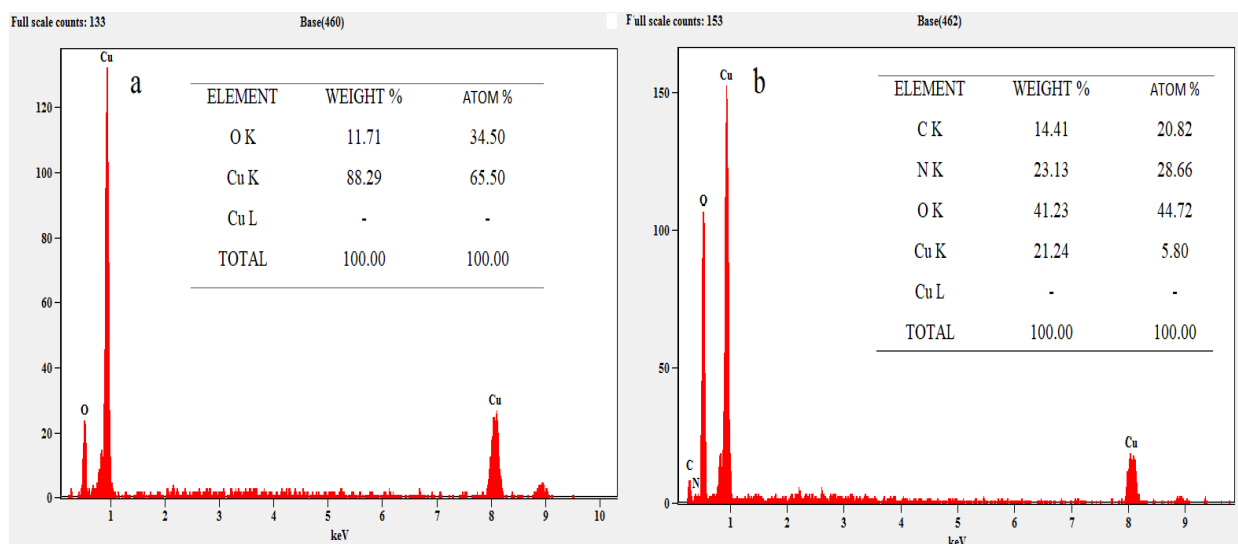 Full scale counts: 133
Base(460)
Cu
a
ELEMENT WEIGHT % ATOM %
O K 11.71 34.50
Cu K 88.29 65.50
Cu L - -
TOTAL 100.00 100.00
120
100
80
60
40
20
0
O
Cu
1 2 3 4 5 6 7 8 9 10
keV
Full scale counts: 153
Base(462)
Cu
b
ELEMENT WEIGHT % ATOM %
C K 14.41 20.82
N K 23.13 28.66
O K 41.23 44.72
Cu K 21.24 5.80
Cu L - -
TOTAL 100.00 100.00
150
100
50
0
O
C
N
Cu
1 2 3 4 5 6 7 8 9
keV